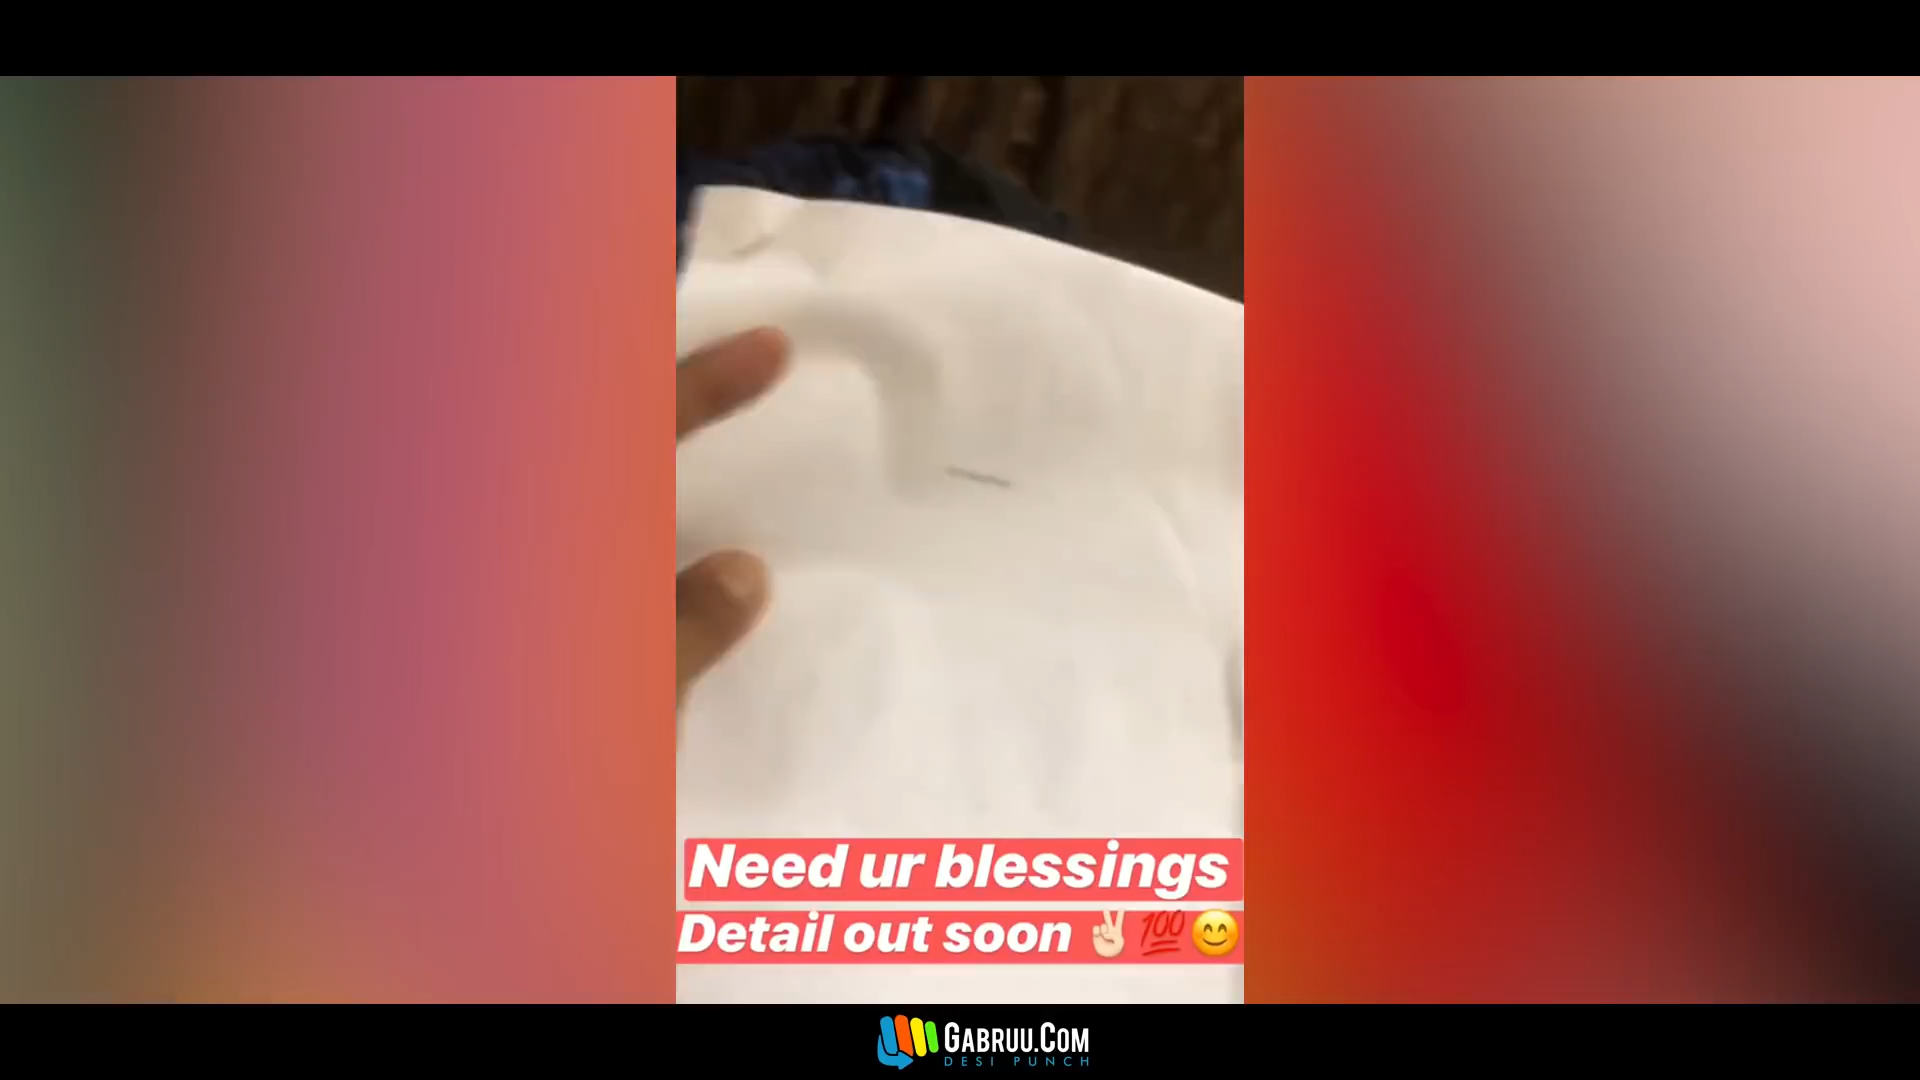 Need ur blessings
Detail out soon ✌🏻 💯 😊
GABRUU.COM
DESI PUNCH